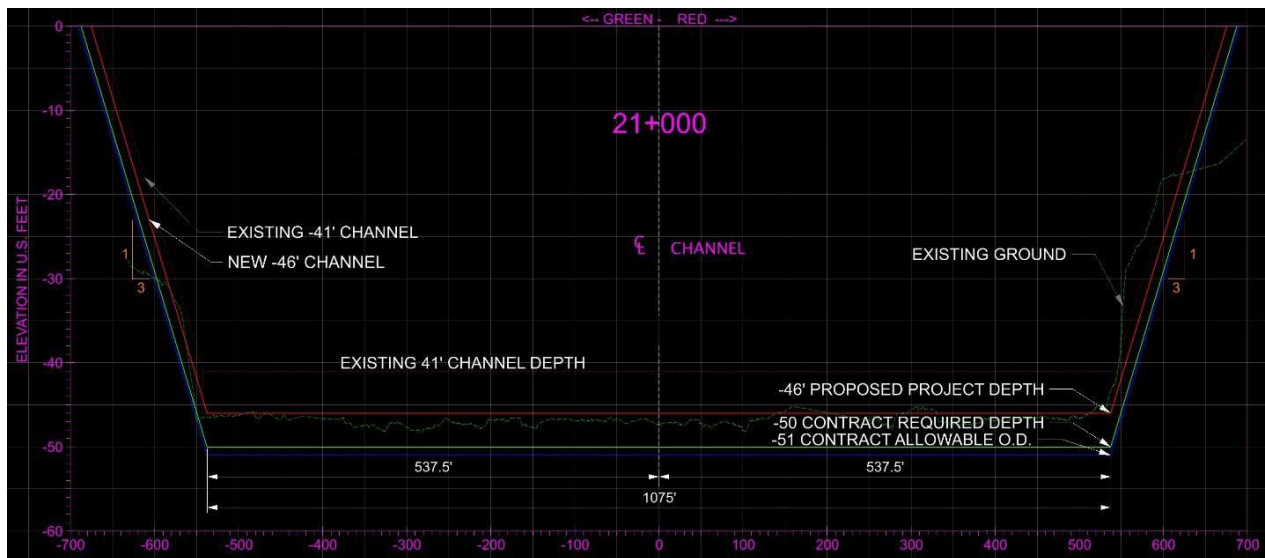 <-- GREEN - RED --->
0
-10
-20
-30
-40
-50
-60
ELEVATION IN U.S. FEET
21+000
EXISTING -41' CHANNEL
NEW -46' CHANNEL
1
3
℄ CHANNEL
EXISTING GROUND
1
3
EXISTING 41' CHANNEL DEPTH
-46' PROPOSED PROJECT DEPTH
-50 CONTRACT REQUIRED DEPTH
-51 CONTRACT ALLOWABLE O.D.
537.5' 537.5'
1075'
-700 -600 -500 -400 -300 -200 -100 0 100 200 300 400 500 600 700